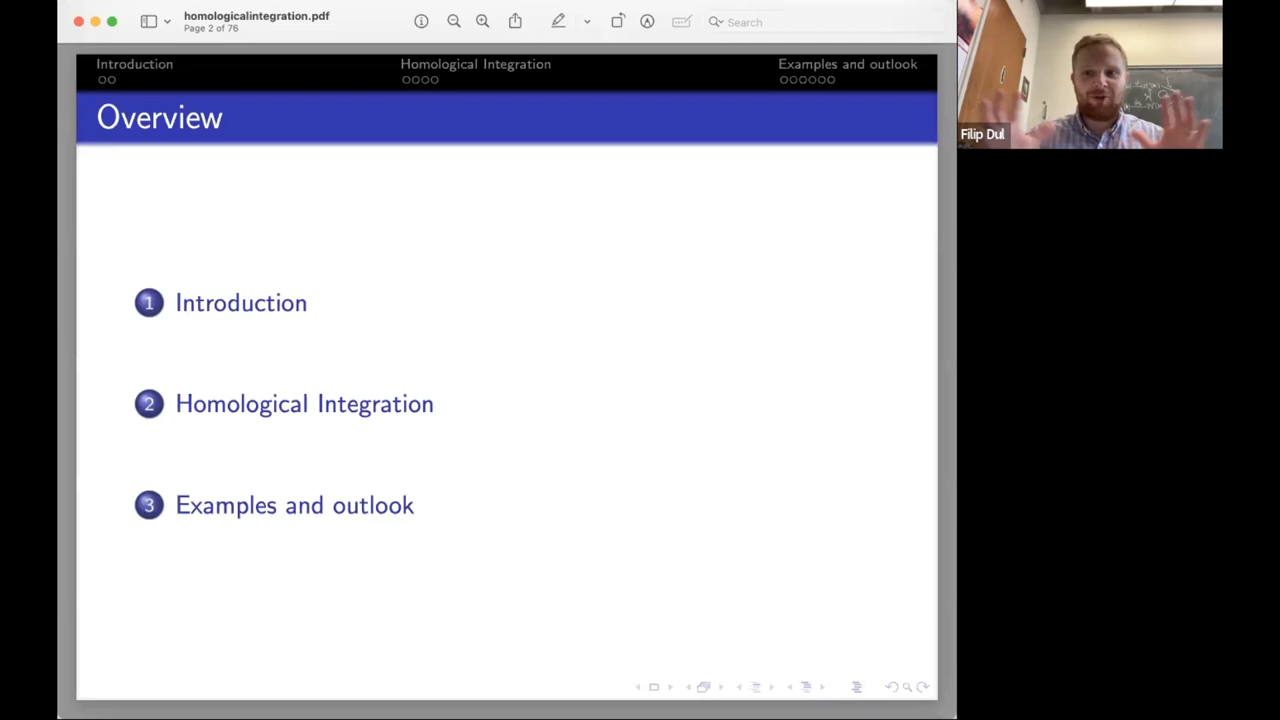 homologicalintegration.pdf
Page 2 of 76
Search
Introduction
Homological Integration
Examples and outlook
Overview
1 Introduction
2 Homological Integration
3 Examples and outlook
Filip Dul